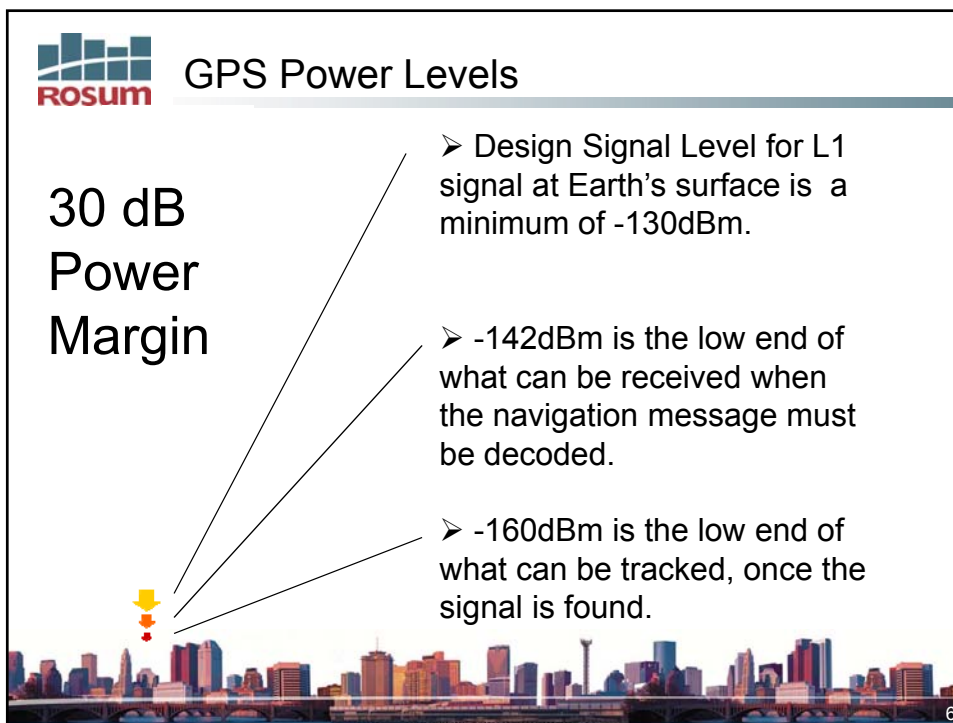 ROSUM
GPS Power Levels
30 dB
Power
Margin
➢ Design Signal Level for L1
signal at Earth's surface is a
minimum of -130dBm.
➢ -142dBm is the low end of
what can be received when
the navigation message must
be decoded.
➢ -160dBm is the low end of
what can be tracked, once the
signal is found.
6